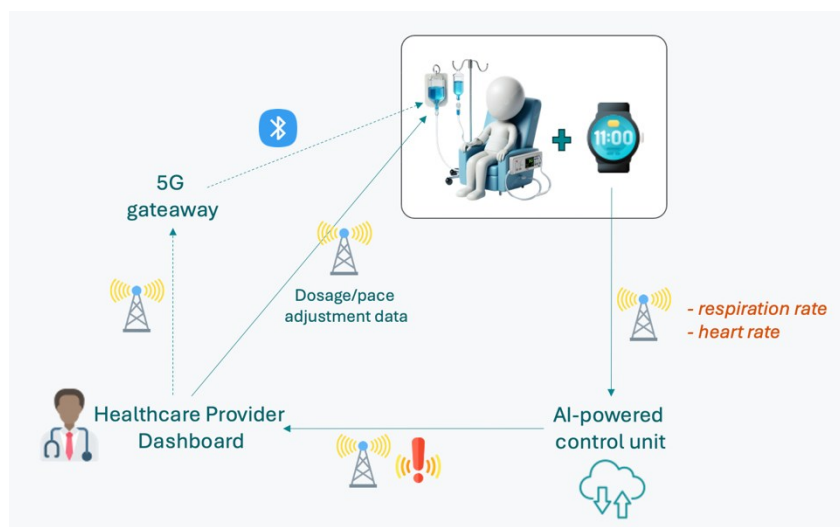 11:00
5G
gateaway
Dosage/pace
adjustment data
- respiration rate
- heart rate
Healthcare Provider
Dashboard
AI-powered
control unit